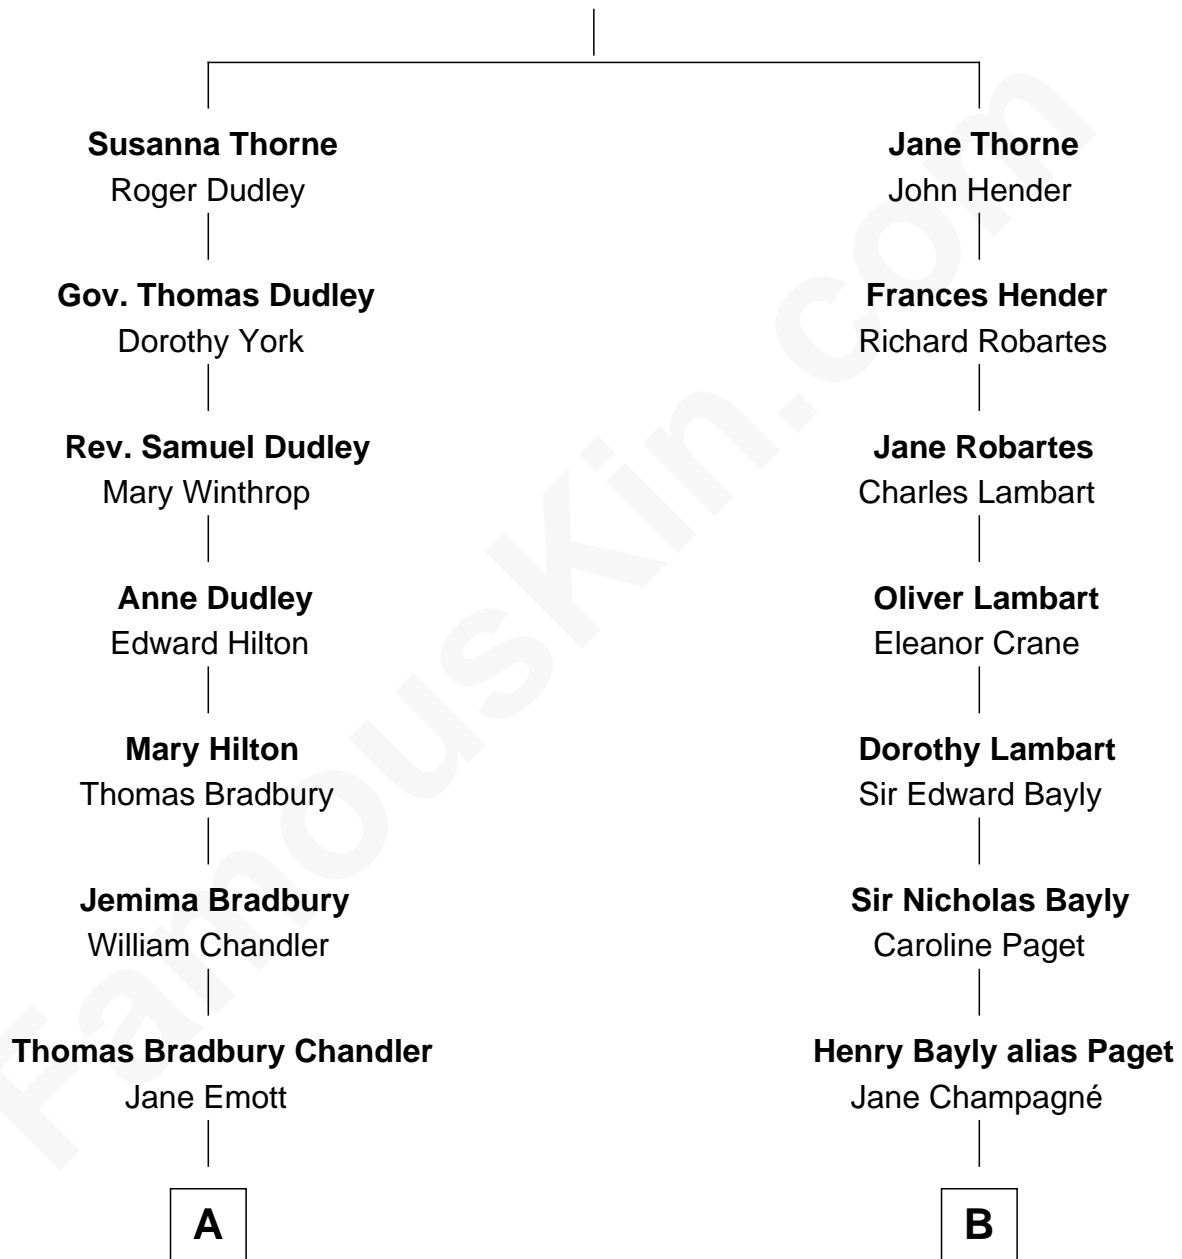 Susanna Thorne
Roger Dudley
Gov. Thomas Dudley
Dorothy York
Rev. Samuel Dudley
Mary Winthrop
Anne Dudley
Edward Hilton
Mary Hilton
Thomas Bradbury
Jemima Bradbury
William Chandler
Thomas Bradbury Chandler
Jane Emott
A
Jane Thorne
John Hender
Frances Hender
Richard Robartes
Jane Robartes
Charles Lambart
Oliver Lambart
Eleanor Crane
Dorothy Lambart
Sir Edward Bayly
Sir Nicholas Bayly
Caroline Paget
Henry Bayly alias Paget
Jane Champagné
B
FamousKin.com